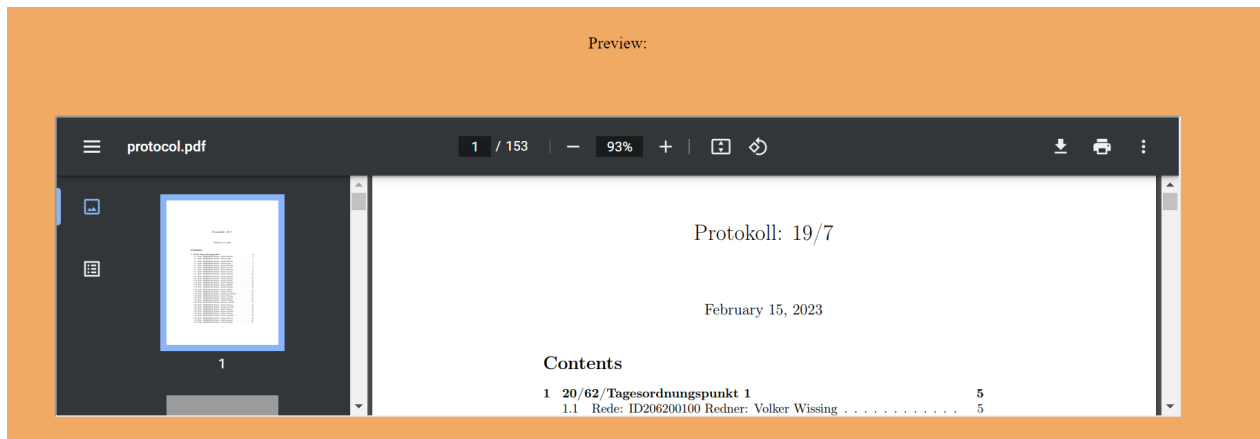 Preview:
protocol.pdf
1 / 153
93%
1
Protokoll: 19/7
February 15, 2023
Contents
1 20/62/Tagesordnungspunkt 1 5
1.1 Rede: ID206200100 Redner: Volker Wissing . . . . . . . . . . . . 5